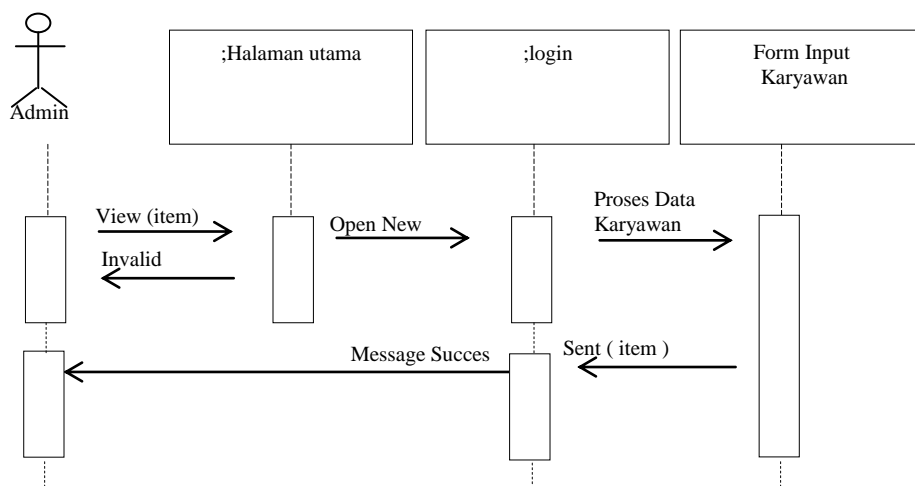 Admin
;Halaman utama
;login
Form Input
Karyawan
View (item)
Open New
Proses Data
Karyawan
Invalid
Message Succes
Sent ( item )